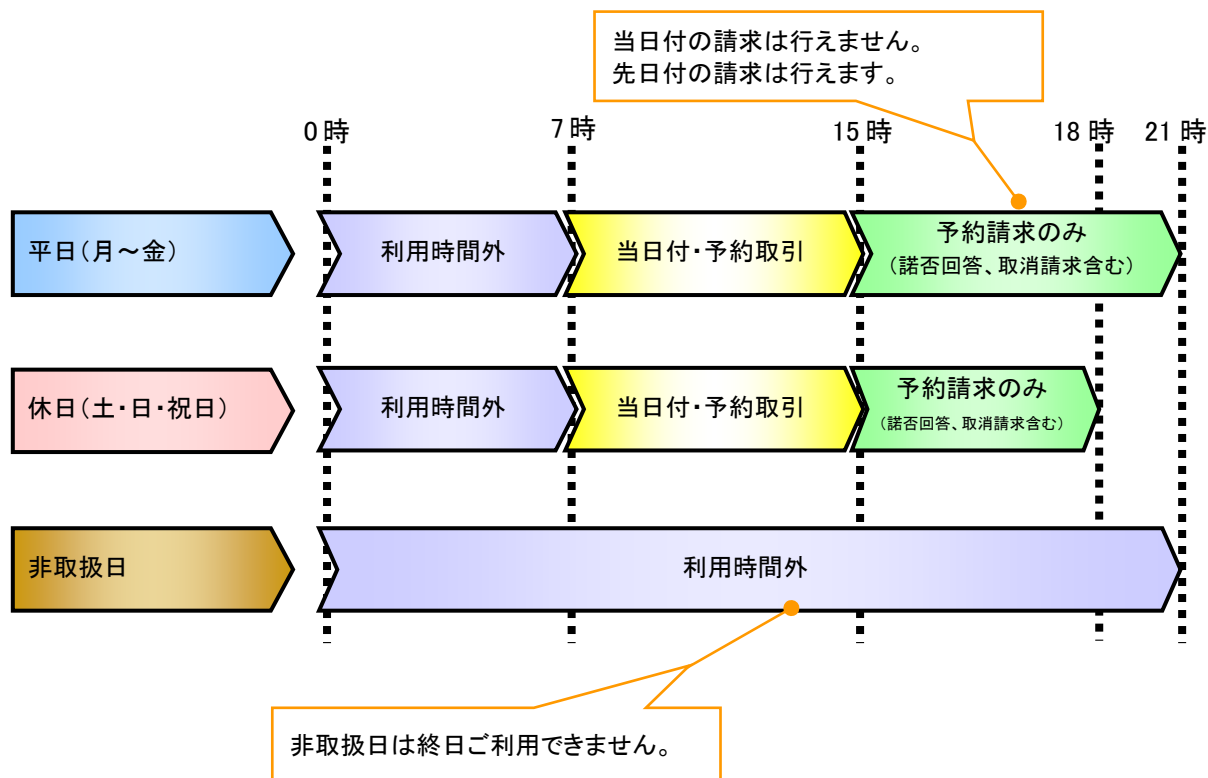 当日付の請求は行えません。
先日付の請求は行えます。
0時 7時 15時 18時 21時
平日(月～金) 利用時間外 当日付・予約取引 予約請求のみ
(諾否回答、取消請求含む)
休日(土・日・祝日) 利用時間外 当日付・予約取引 予約請求のみ
(諾否回答、取消請求含む)
非取扱日 利用時間外
非取扱日は終日ご利用できません。